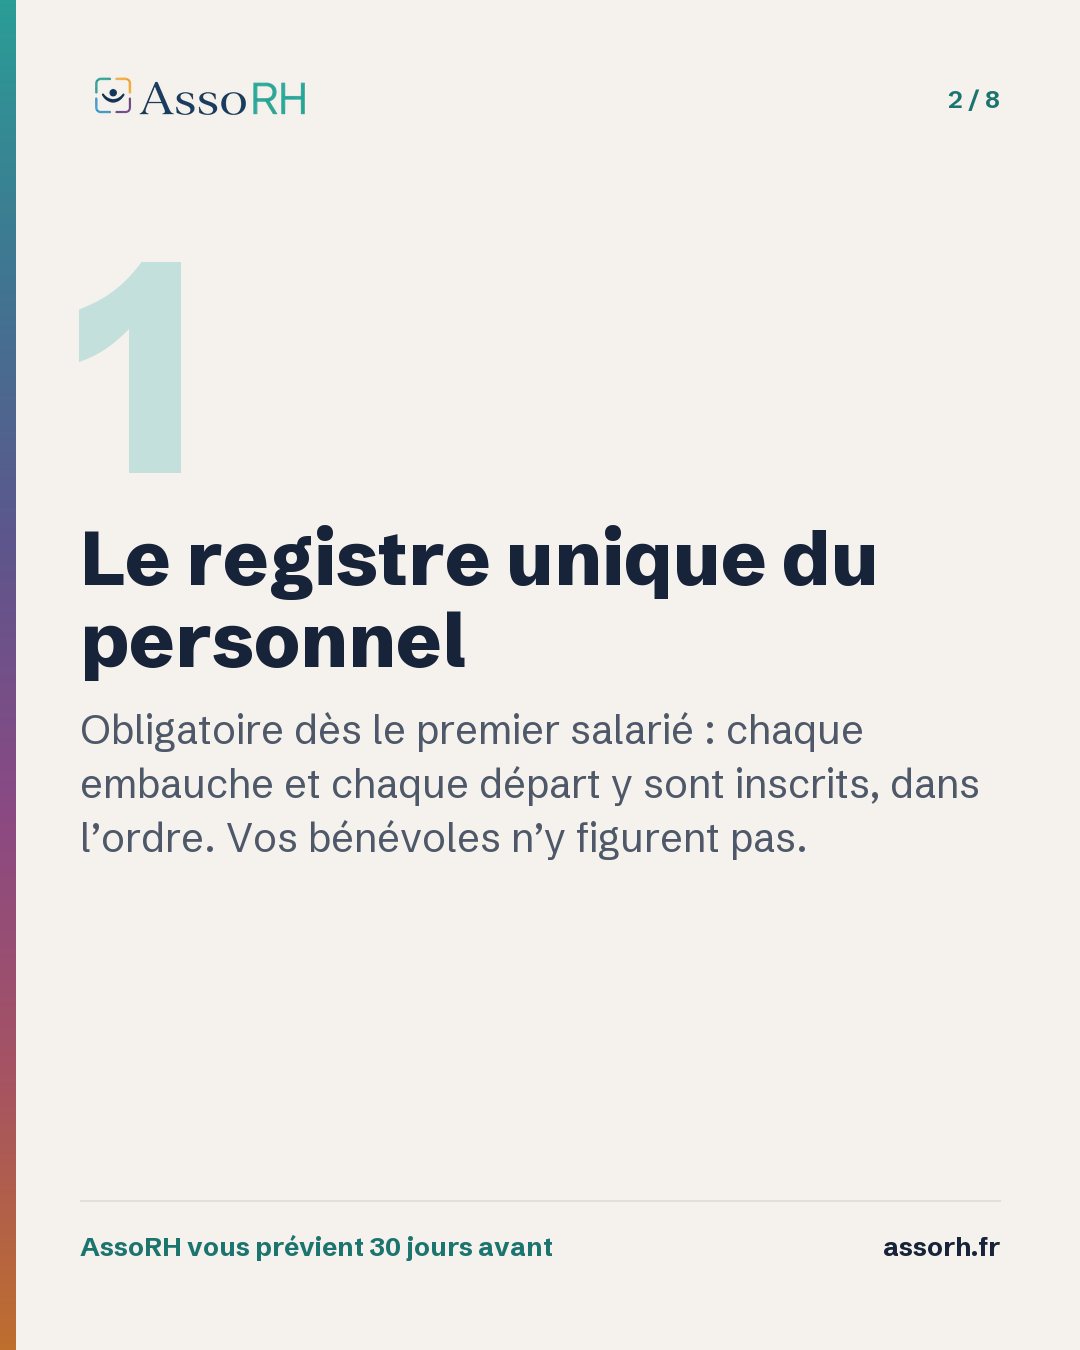 AssoRH
2 / 8
1
Le registre unique du
personnel
Obligatoire dès le premier salarié : chaque
embauche et chaque départ y sont inscrits, dans
l’ordre. Vos bénévoles n’y figurent pas.
AssoRH vous prévient 30 jours avant
assorh.fr